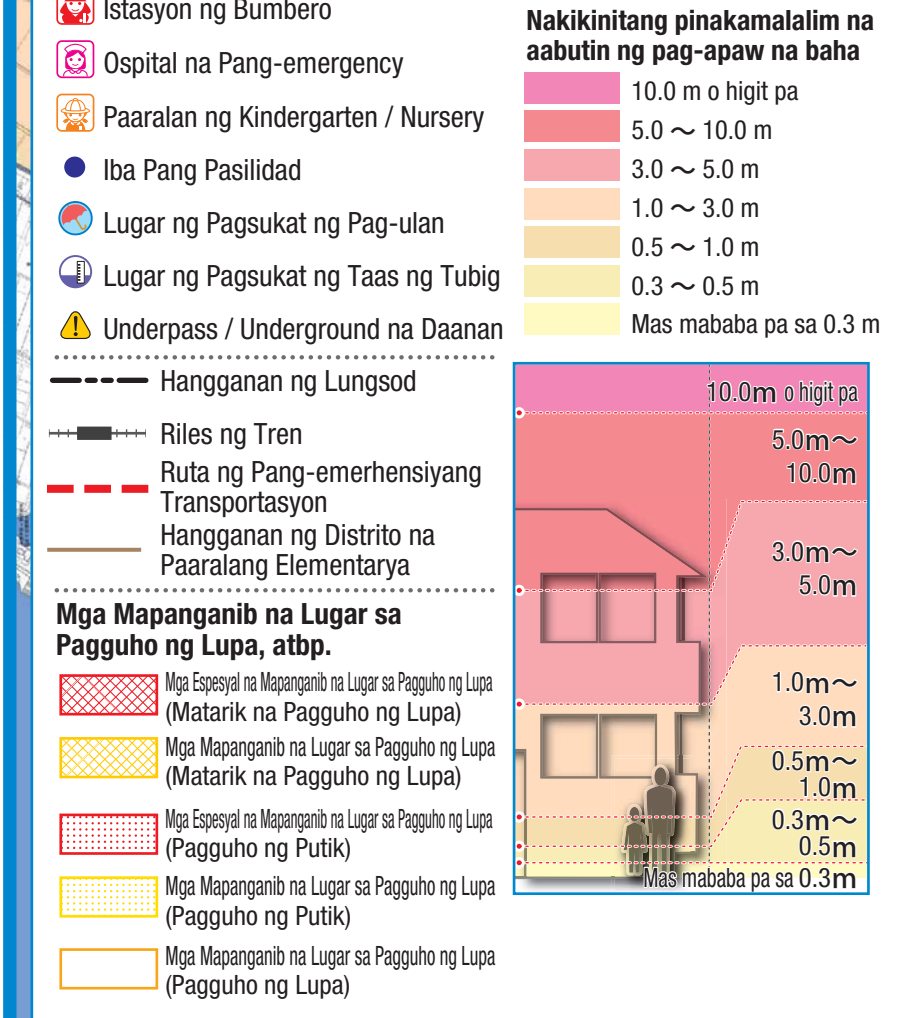 Istasyon ng Bumbero
Ospital na Pang-emergency
Paaralan ng Kindergarten / Nursery
Iba Pang Pasilidad
Lugar ng Pagsukat ng Pag-ulan
Lugar ng Pagsukat ng Taas ng Tubig
Underpass / Underground na Daanan
Hangganan ng Lungsod
Riles ng Tren
Ruta ng Pang-emerhensiyang
Transportasyon
Hangganan ng Distrito na
Paaralang Elementarya
Mga Mapanganib na Lugar sa
Pagguho ng Lupa, atbp.
Mga Espesyal na Mapanganib na Lugar sa Pagguho ng Lupa
(Matarik na Pagguho ng Lupa)
Mga Mapanganib na Lugar sa Pagguho ng Lupa
(Matarik na Pagguho ng Lupa)
Mga Espesyal na Mapanganib na Lugar sa Pagguho ng Lupa
(Pagguho ng Putik)
Mga Mapanganib na Lugar sa Pagguho ng Lupa
(Pagguho ng Putik)
Mga Mapanganib na Lugar sa Pagguho ng Lupa
(Pagguho ng Lupa)
Nakikinitang pinakamalalim na
aabutin ng pag-apaw na baha
10.0 m o higit pa
5.0 ～ 10.0 m
3.0 ～ 5.0 m
1.0 ～ 3.0 m
0.5 ～ 1.0 m
0.3 ～ 0.5 m
Mas mababa pa sa 0.3 m
10.0m o higit pa
5.0m～
10.0m
3.0m～
5.0m
1.0m～
3.0m
0.5m～
1.0m
0.3m～
0.5m
Mas mababa pa sa 0.3m